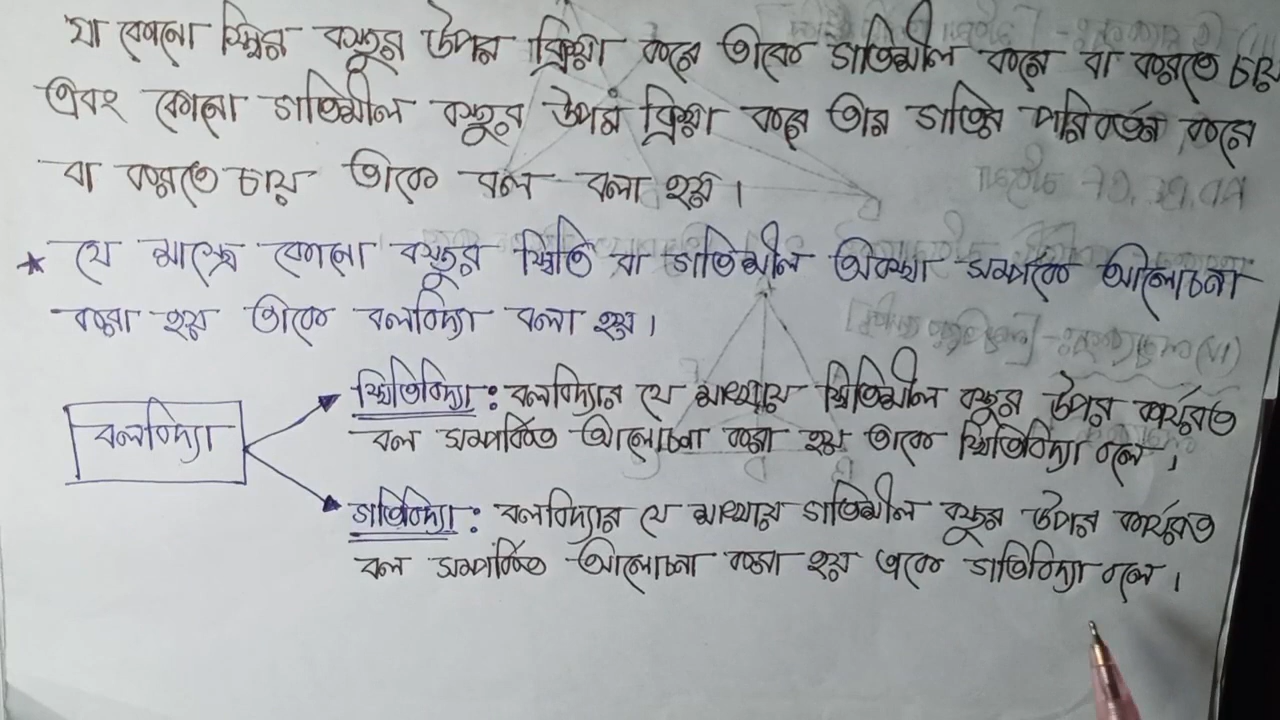 যা কোনো স্থির বস্তুর উপর ক্রিয়া করে তাকে গতিশীল করে বা করতে চায়
এবং কোনো গতিশীল বস্তুর উপর ক্রিয়া করে তার গতির পরিবর্তন করে
বা করতে চায় তাকে বল বলা হয়।
★ যে শাস্ত্রে কোনো বস্তুর স্থিতি বা গতিশীল অবস্থা সম্পর্কে আলোচনা
করা হয় তাকে বলবিদ্যা বলা হয়।
বলবিদ্যা
স্থিতিবিদ্যা : বলবিদ্যার যে শাখায় স্থিতিশীল বস্তুর উপর কার্যরত
বল সম্পর্কিত আলোচনা করা হয় তাকে স্থিতিবিদ্যা বলে।
গতিবিদ্যা : বলবিদ্যার যে শাখায় গতিশীল বস্তুর উপর কার্যরত
বল সম্পর্কিত আলোচনা করা হয় একে গতিবিদ্যা বলে।